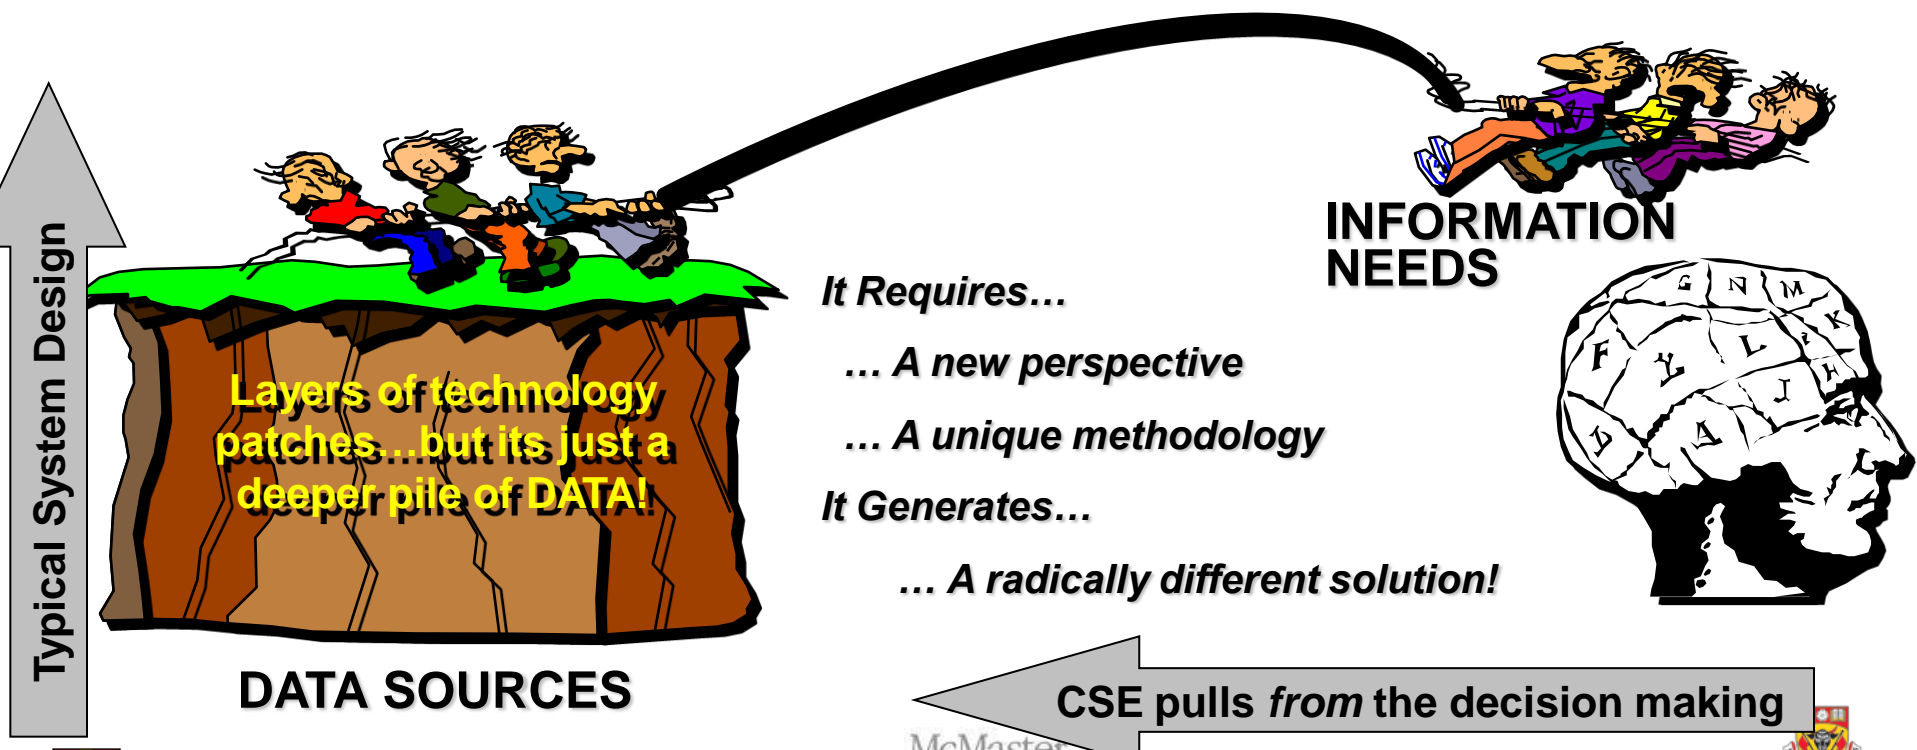 Typical System Design
INFORMATION
NEEDS
It Requires…
… A new perspective
… A unique methodology
It Generates…
… A radically different solution!
Layers of technology
patches…but its just a
deeper pile of DATA!
DATA SOURCES
CSE pulls from the decision making
McMaster
G N M
K
F Y L
J H
A